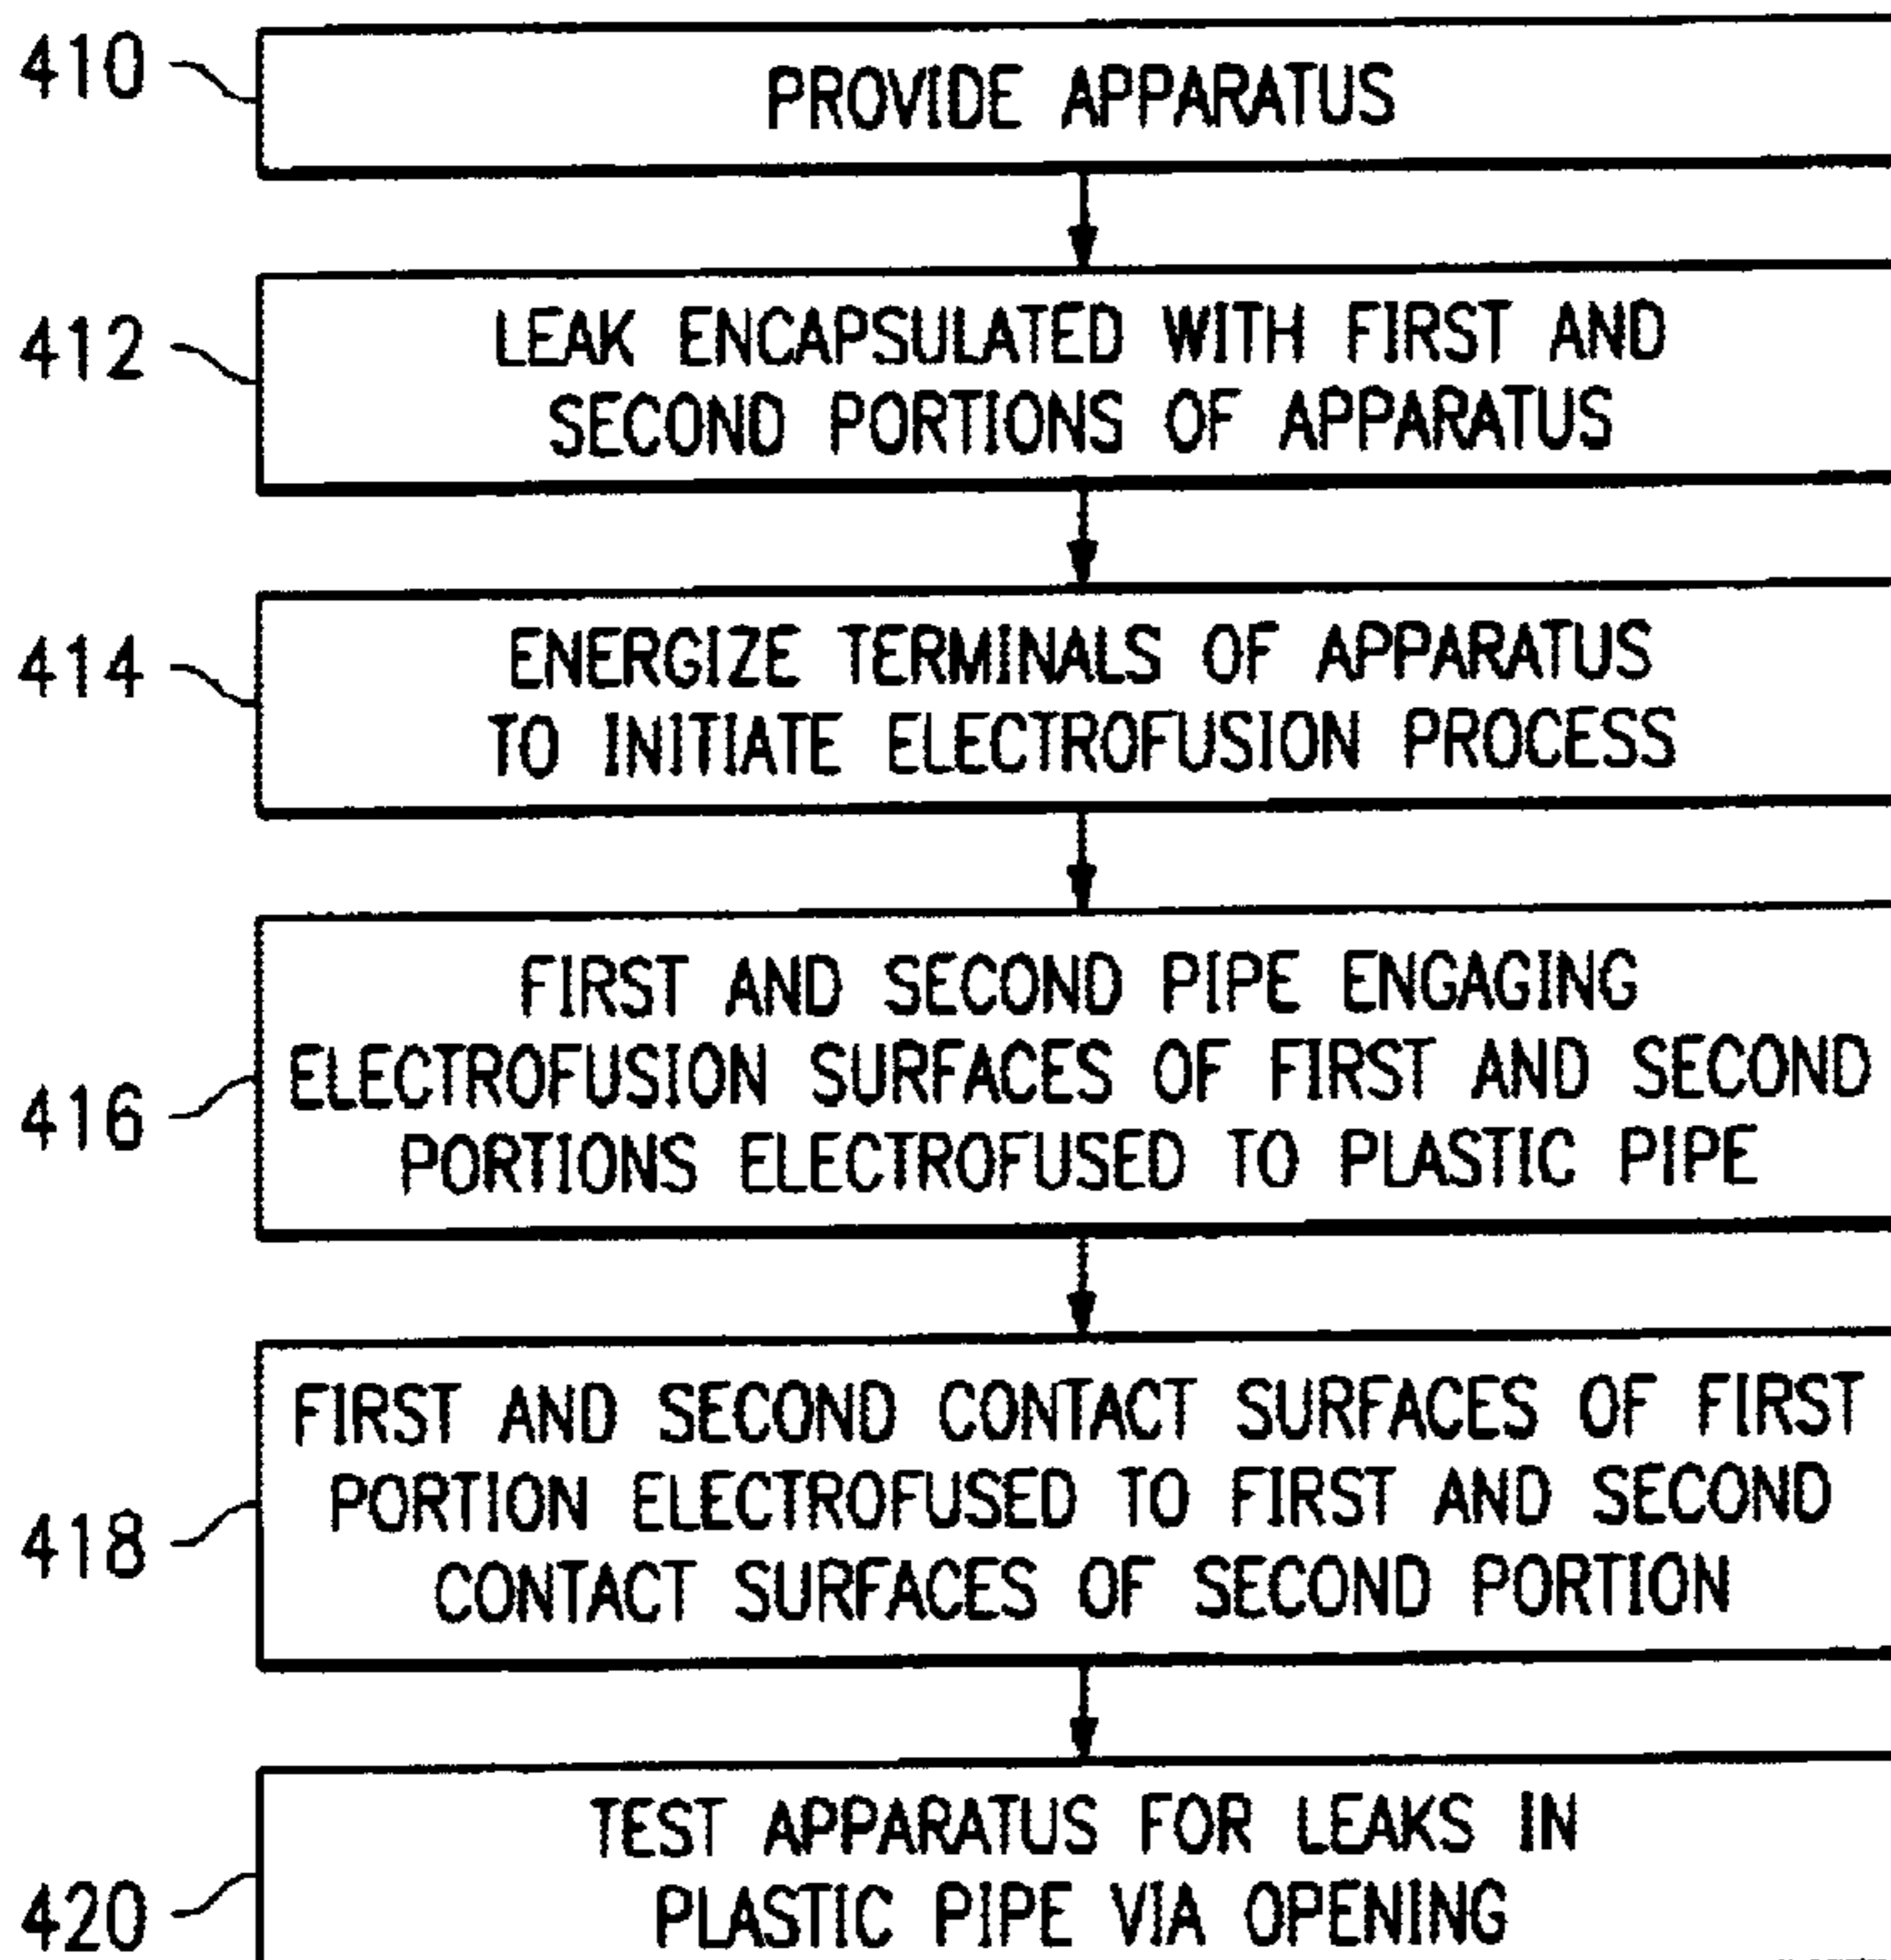 410
PROVIDE APPARATUS
412
LEAK ENCAPSULATED WITH FIRST AND
SECOND PORTIONS OF APPARATUS
414
ENERGIZE TERMINALS OF APPARATUS
TO INITIATE ELECTROFUSION PROCESS
416
FIRST AND SECOND PIPE ENGAGING
ELECTROFUSION SURFACES OF FIRST AND SECOND
PORTIONS ELECTROFUSED TO PLASTIC PIPE
418
FIRST AND SECOND CONTACT SURFACES OF FIRST
PORTION ELECTROFUSED TO FIRST AND SECOND
CONTACT SURFACES OF SECOND PORTION
420
TEST APPARATUS FOR LEAKS IN
PLASTIC PIPE VIA OPENING